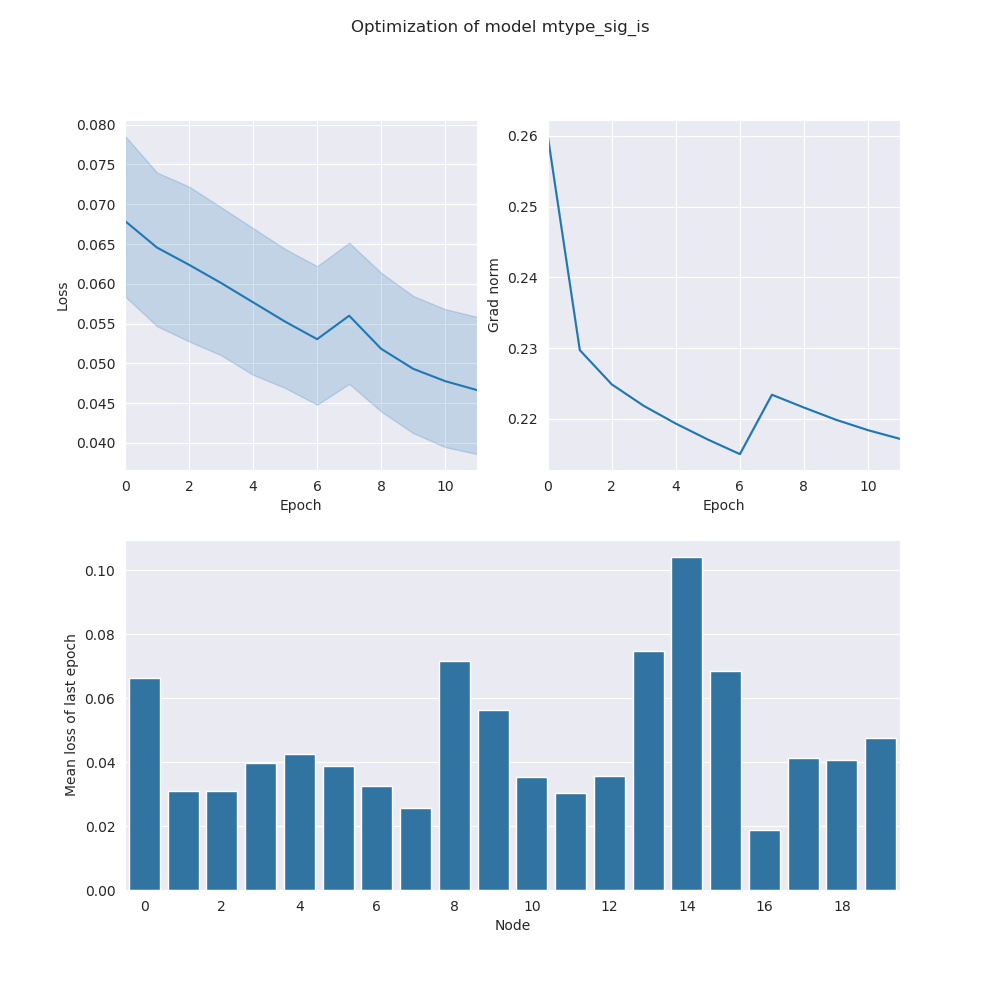 Optimization of model mtype_sig_is
0.080
0.075
0.070
0.065
0.060
0.055
0.050
0.045
0.040
Loss
0 2 4 6 8 10
Epoch
0.26
0.25
0.24
0.23
0.22
Grad norm
0 2 4 6 8 10
Epoch
0.10
0.08
0.06
0.04
0.02
0.00
Mean loss of last epoch
0 2 4 6 8 10 12 14 16 18
Node